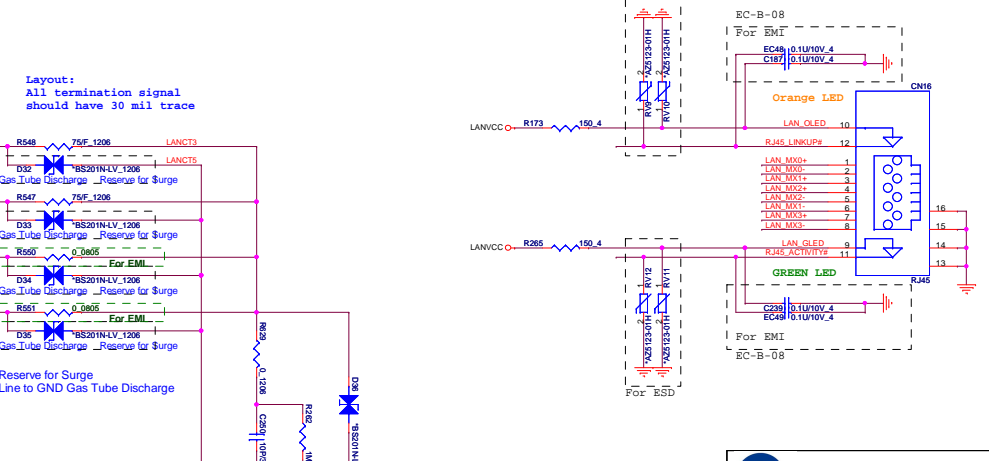 EC-B-08
For EMI
EC48 0.1U/10V_4
C187 0.1U/10V_4
*AZ5123-01H
*AZ5123-01H
2
2
1
1
RV9
RV10
Layout:
All termination signal
should have 30 mil trace
CN16
Orange LED
LANVCC R173 150_4 LAN_OLED 10
RJ45_LINKUP# 12
R548 75/F_1206 LANCT3
LANCT5
D32 *BS201N-LV_1206
Gas Tube Discharge Reserve for Surge
LAN_MX0+ 1
LAN_MX0- 2
LAN_MX1+ 3
LAN_MX2+ 4
LAN_MX2- 5
LAN_MX1- 6
LAN_MX3+ 7
LAN_MX3- 8
R547 75/F_1206
D33 *BS201N-LV_1206
Gas Tube Discharge Reserve for Surge
16
15
14
13
LANVCC R265 150_4 LAN_GLED 9
RJ45_ACTIVITY# 11
GREEN LED
RJ45
R550 0_0805
For EMI
D34 *BS201N-LV_1206
Gas Tube Discharge Reserve for Surge
RV12
RV11
1
1
2
2
*AZ5123-01H
*AZ5123-01H
For ESD
C239 0.1U/10V_4
EC49 0.1U/10V_4
For EMI
EC-B-08
R551 0_0805
For EMI
D35 *BS201N-LV_1206
Gas Tube Discharge Reserve for Surge
Reserve for Surge
Line to GND Gas Tube Discharge
R629
0_1206
R262
C250
D36